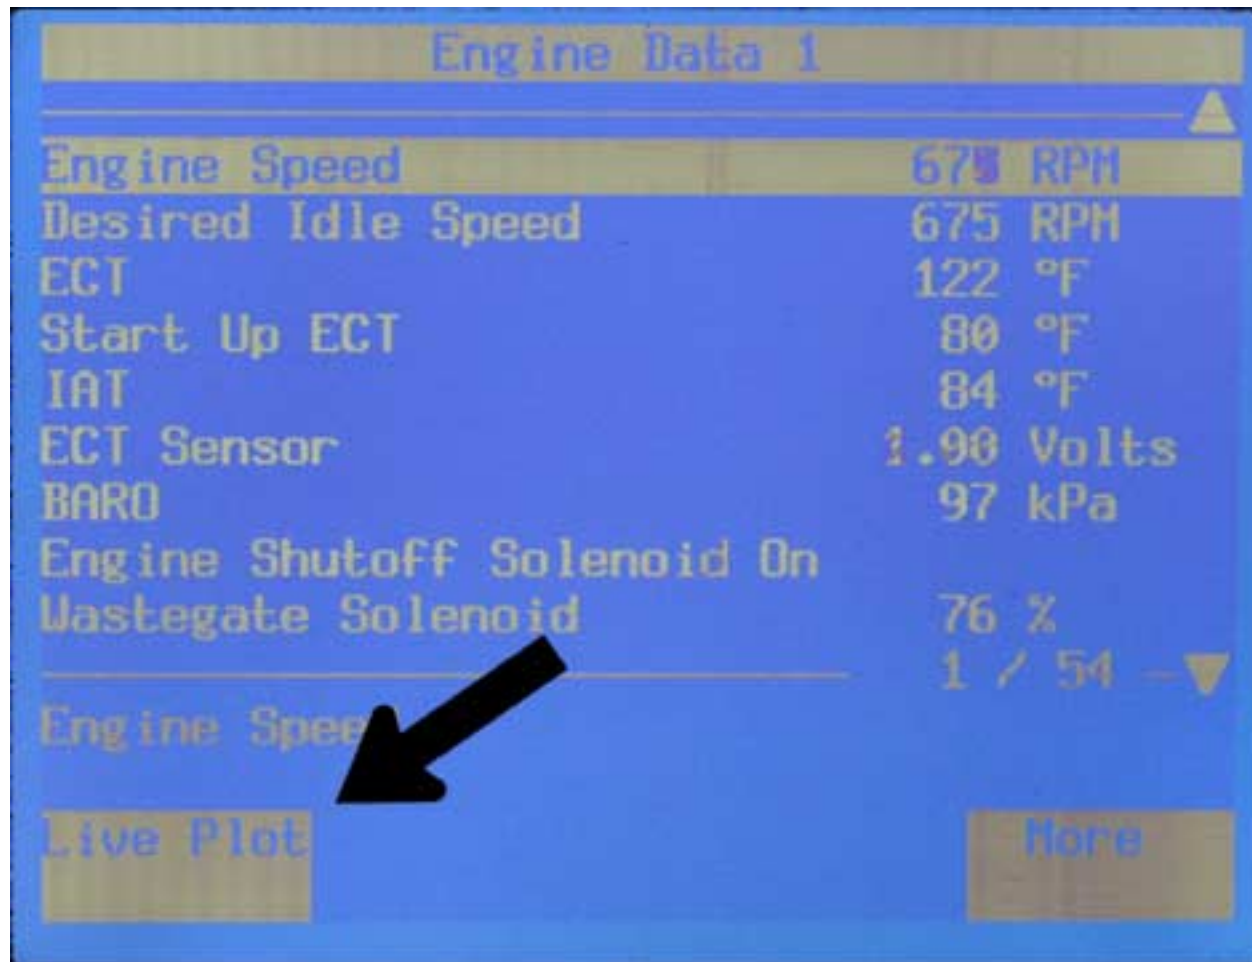 Engine Data 1
Engine Speed RPM
Desired Idle Speed 675 RPM
ECT 122 °F
Start Up ECT 80 °F
IAT 84 °F
ECT Sensor 1.90 Volts
BARO 97 kPa
Engine Shutoff Solenoid On
Wastegate Solenoid 76 %
1 / 54
Engine
Live Plot
More